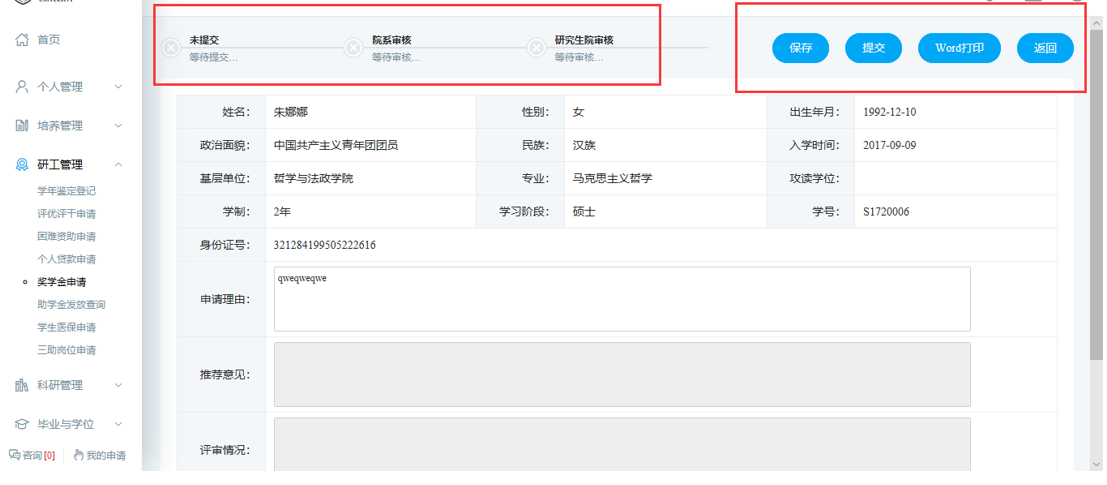 首页
个人管理
培养管理
研工管理
学年鉴定登记
评优评干申请
困难资助申请
个人贷款申请
奖学金申请
助学金发放查询
学生医保申请
三助岗位申请
科研管理
毕业与学位
咨询[0] 我的申请
未提交 院系审核 研究生院审核
等待提交... 等待审核... 等待审核...
保存 提交 Word打印 返回
姓名: 朱娜娜 性别: 女 出生年月: 1992-12-10
政治面貌: 中国共产主义青年团团员 民族: 汉族 入学时间: 2017-09-09
基层单位: 哲学与法政学院 专业: 马克思主义哲学 攻读学位:
学制: 2年 学习阶段: 硕士 学号: S1720006
身份证号: 321284199505222616
申请理由: qweqweqwe
推荐意见:
评审情况: